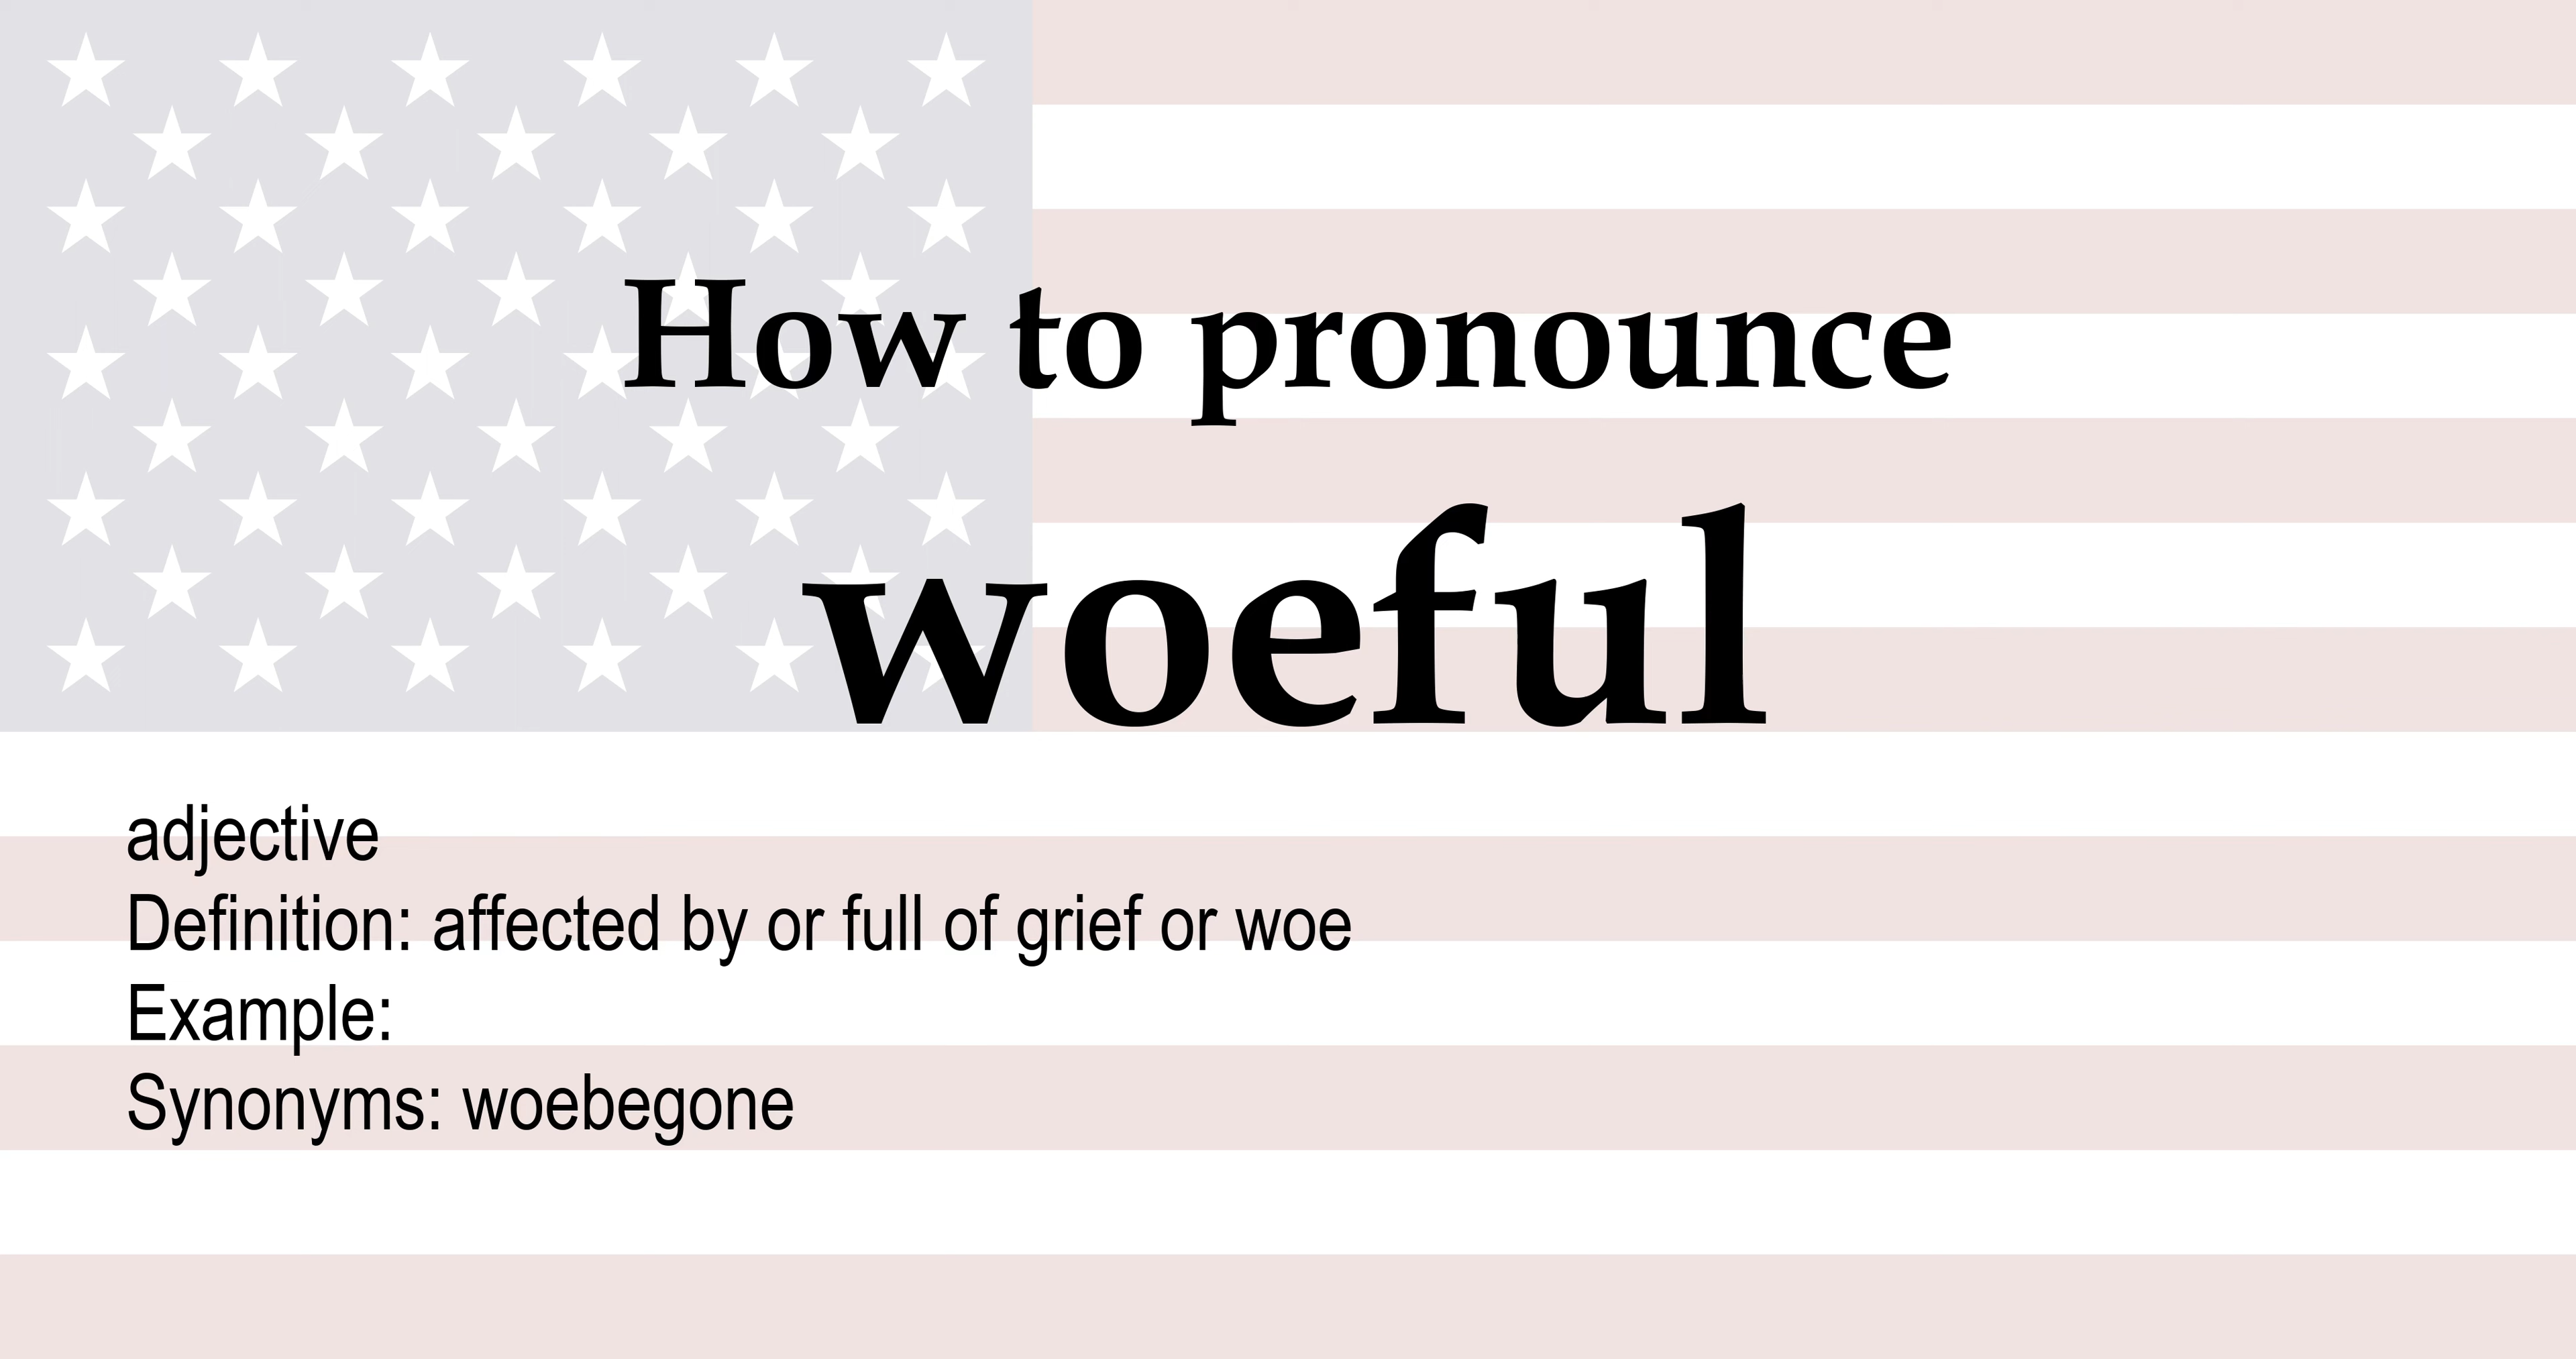 How to pronounce
woeful
adjective
Definition: affected by or full of grief or woe
Example:
Synonyms: woebegone